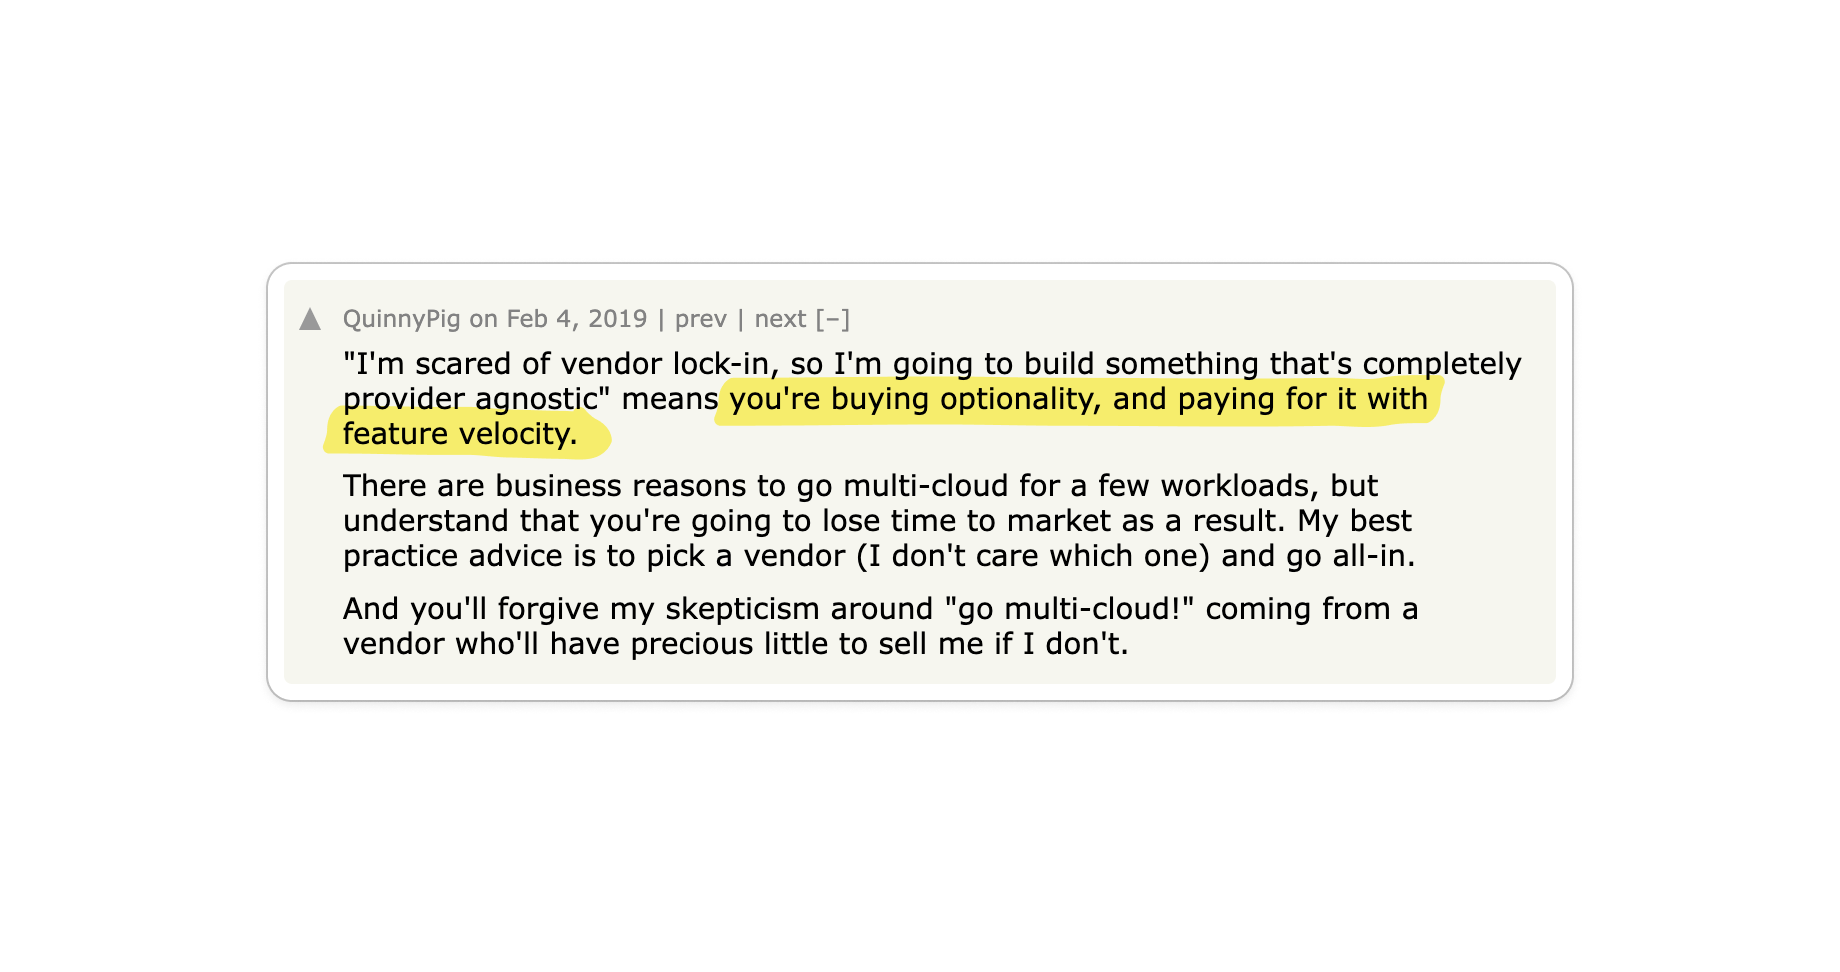 ▲ QuinnyPig on Feb 4, 2019 | prev | next [–]
"I'm scared of vendor lock-in, so I'm going to build something that's completely
provider agnostic" means you're buying optionality, and paying for it with
feature velocity.
There are business reasons to go multi-cloud for a few workloads, but
understand that you're going to lose time to market as a result. My best
practice advice is to pick a vendor (I don't care which one) and go all-in.
And you'll forgive my skepticism around "go multi-cloud!" coming from a
vendor who'll have precious little to sell me if I don't.